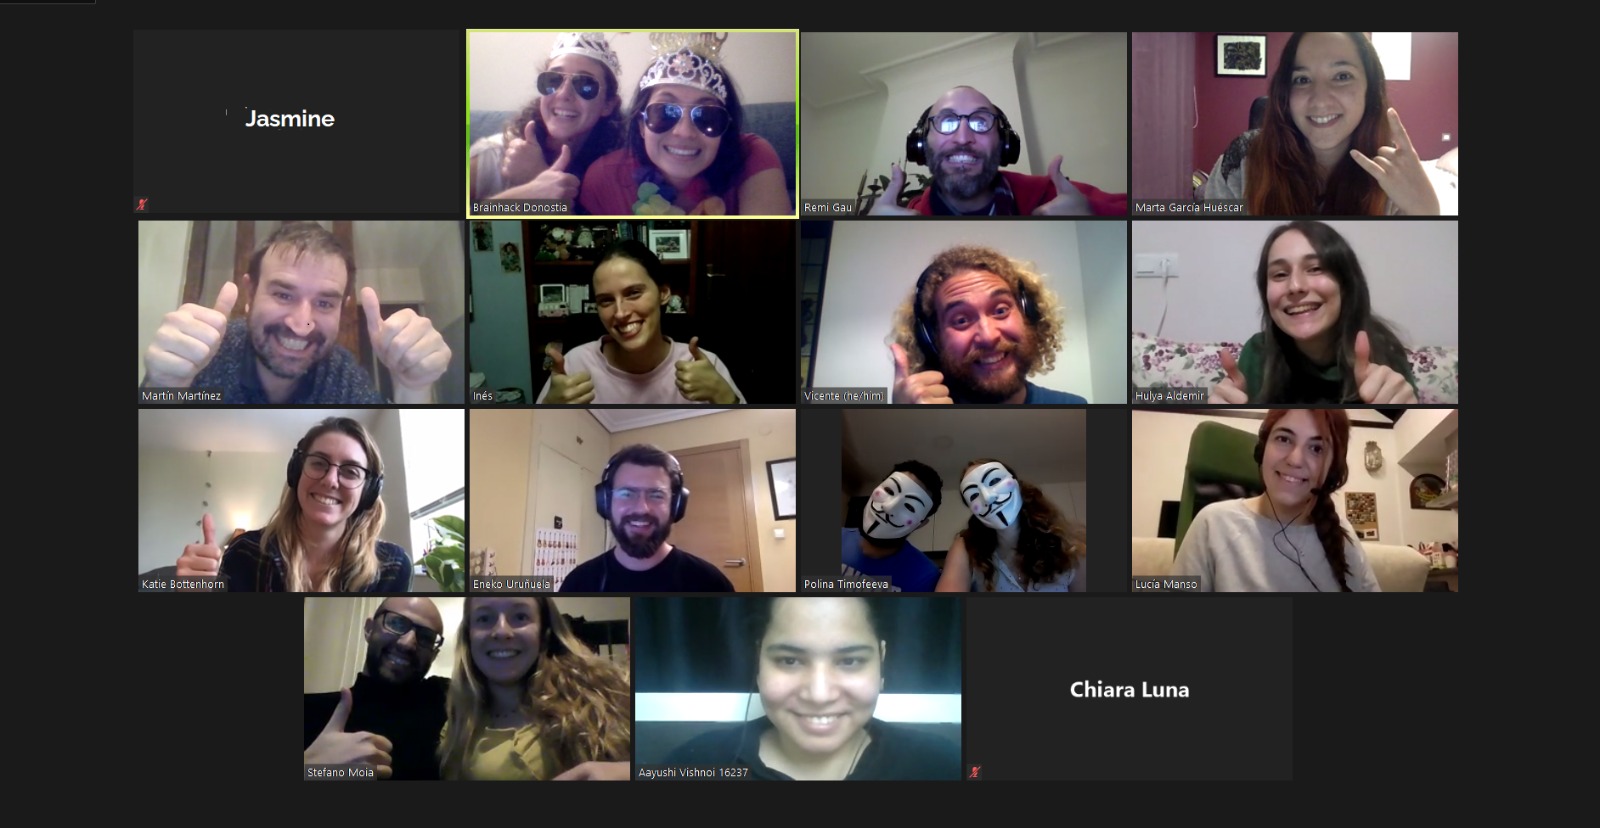 Jasmine
Brainhack Donostia
Remi Gau
Marta García Huéscar
Martín Martínez
Inés
Vicente (he/him)
Hulya Aldemir
Katie Bottenhorn
Eneko Uruñuela
Polina Timofeeva
Lucía Manso
Stefano Moia
Aayushi Vishnoi 16237
Chiara Luna